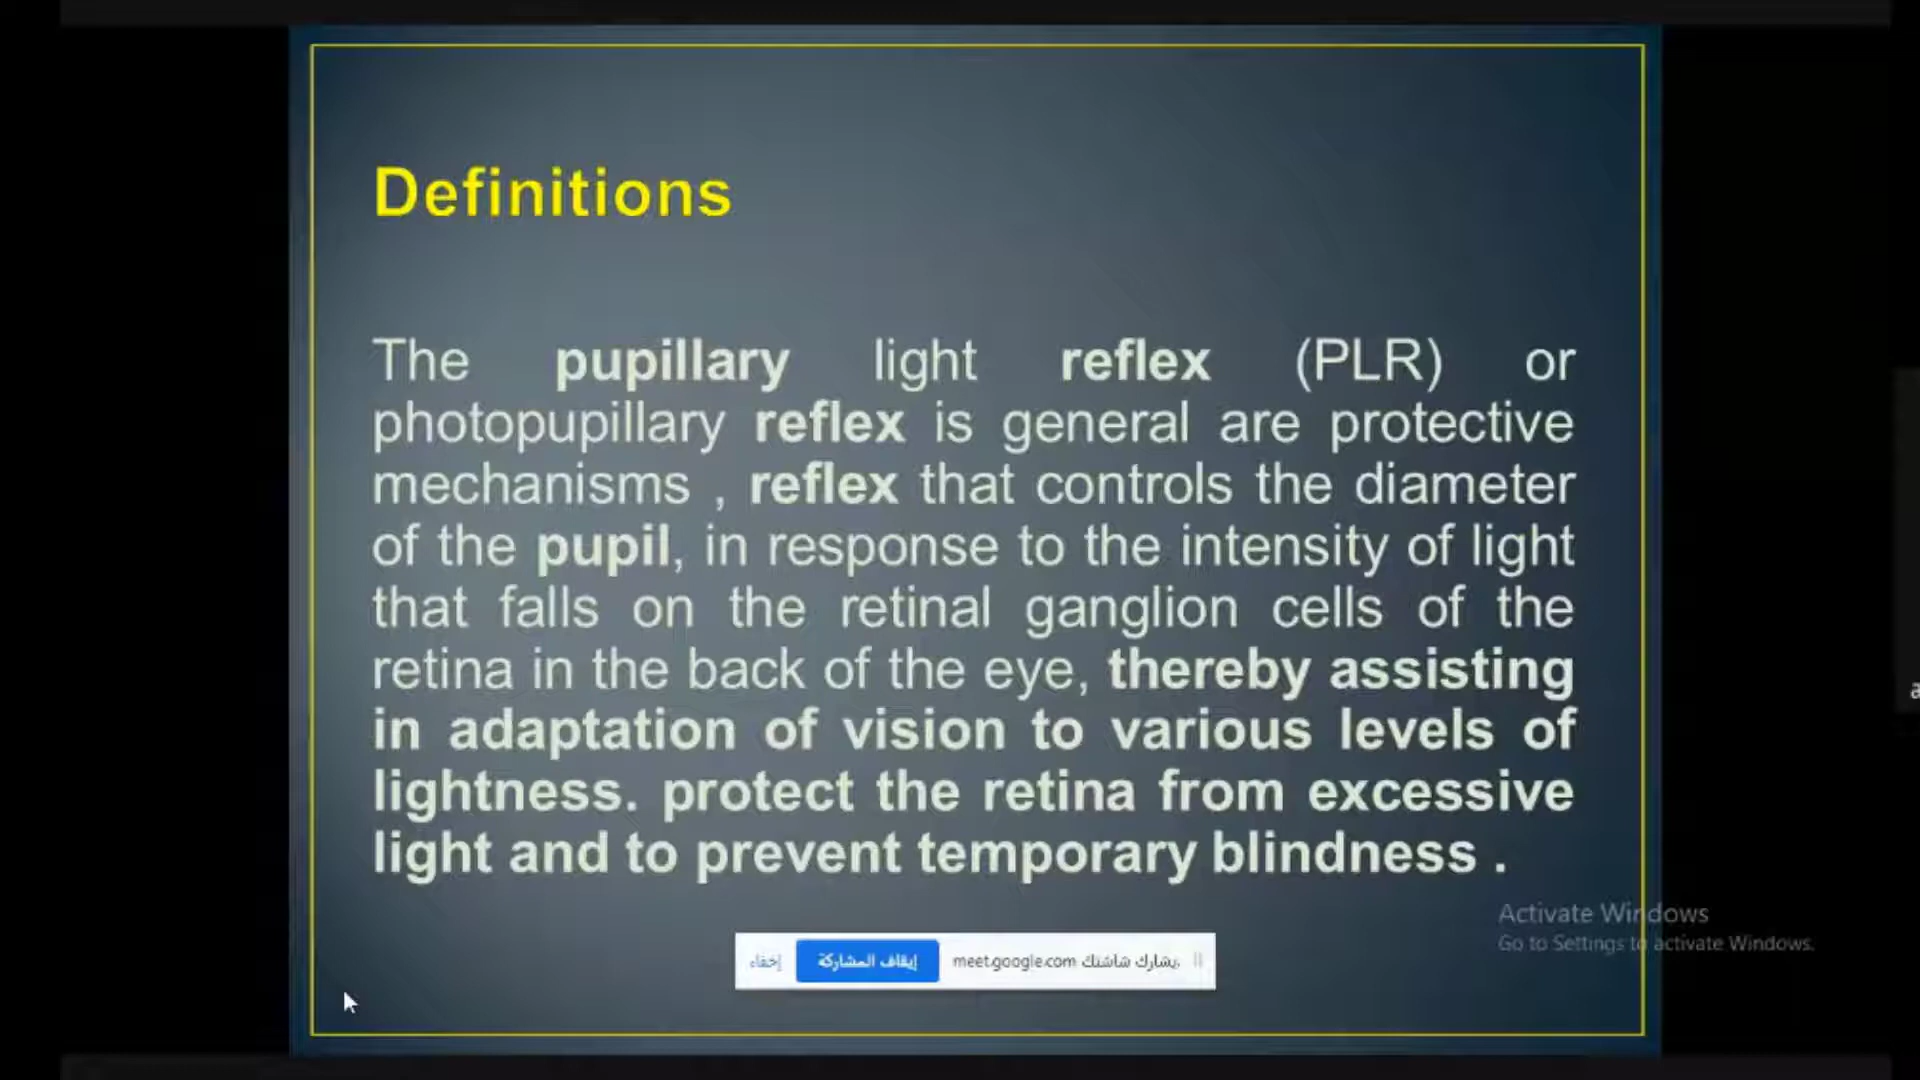 Definitions
The pupillary light reflex (PLR) or
photopupillary reflex is general are protective
mechanisms , reflex that controls the diameter
of the pupil, in response to the intensity of light
that falls on the retinal ganglion cells of the
retina in the back of the eye, thereby assisting
in adaptation of vision to various levels of
lightness. protect the retina from excessive
light and to prevent temporary blindness .
Activate Windows
Go to Settings to activate Windows.
يشارك شاشتك meet.google.com
إيقاف المشاركة
إخفاء